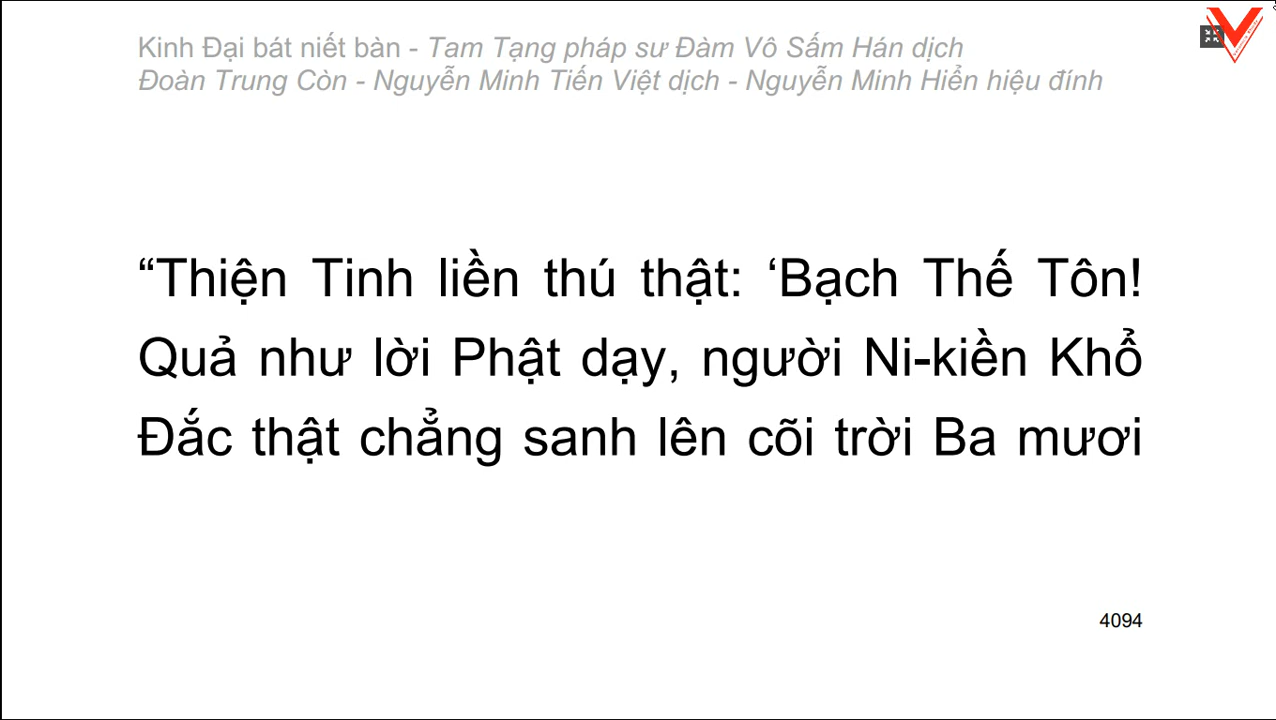 Kinh Đại bát niết bàn - Tam Tạng pháp sư Đàm Vô Sấm Hán dịch
Đoàn Trung Còn - Nguyễn Minh Tiến Việt dịch - Nguyễn Minh Hiển hiệu đính
“Thiện Tinh liền thú thật: ‘Bạch Thế Tôn!
Quả như lời Phật dạy, người Ni-kiền Khổ
Đắc thật chẳng sanh lên cõi trời Ba mươi
4094